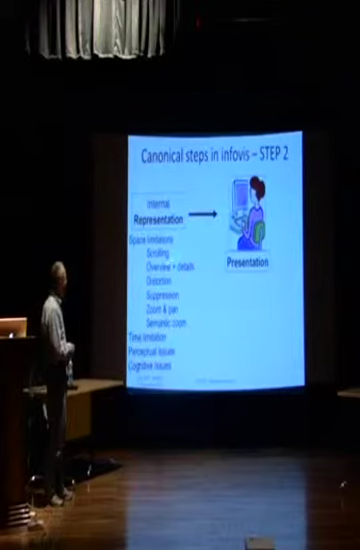 Canonical steps in infovis – STEP 2
Internal
Representation
Presentation
Space limitations
Scrolling
Overview + details
Distortion
Suppression
Zoom & pan
Semantic zoom
Time limitation
Perceptual issues
Cognitive issues